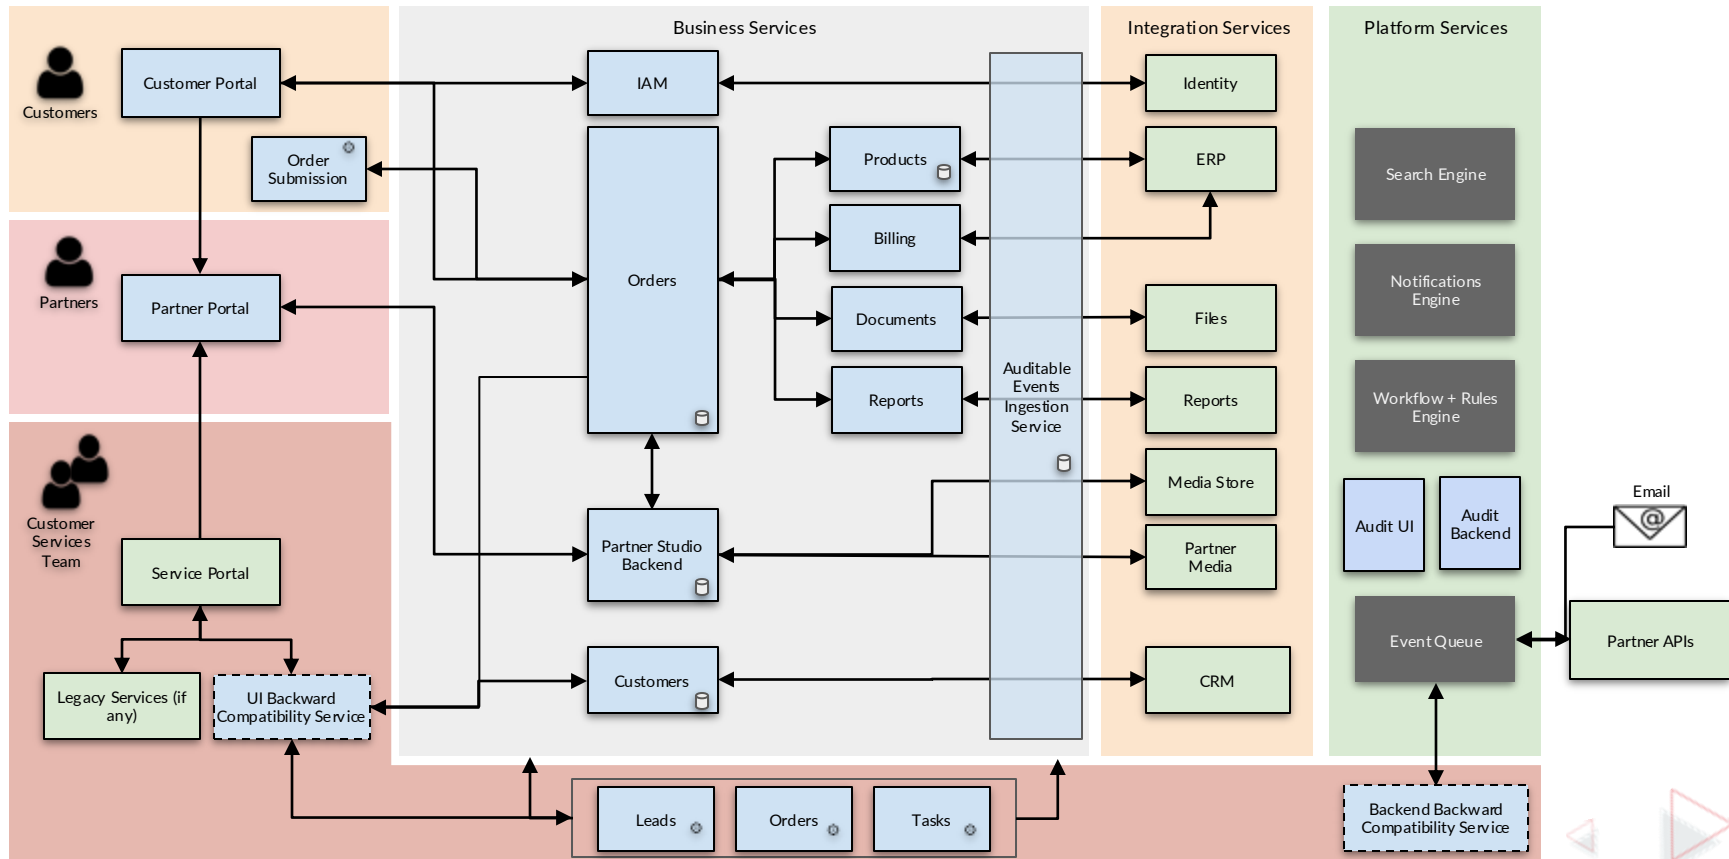 Business Services
Integration Services
Platform Services
Customers
Customer Portal
Order
Submission
Partners
Partner Portal
Customer
Services
Team
Service Portal
Legacy Services (if
any)
UI Backward
Compatibility Service
IAM
Orders
Partner Studio
Backend
Customers
Products
Billing
Documents
Reports
Auditable
Events
Ingestion
Service
Identity
ERP
Files
Reports
Media Store
Partner
Media
CRM
Search Engine
Notifications
Engine
Workflow + Rules
Engine
Audit UI
Audit
Backend
Event Queue
Email
@
Partner APIs
Leads
Orders
Tasks
Backend Backward
Compatibility Service